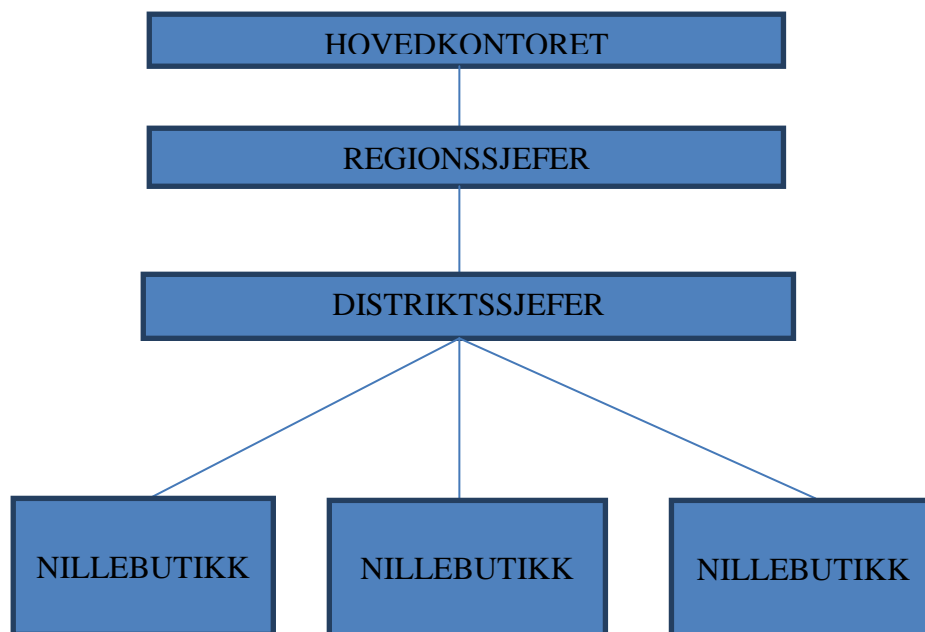 HOVEDKONTORET
REGIONSSJEFER
DISTRIKTSSJEFER
NILLEBUTIKK
NILLEBUTIKK
NILLEBUTIKK